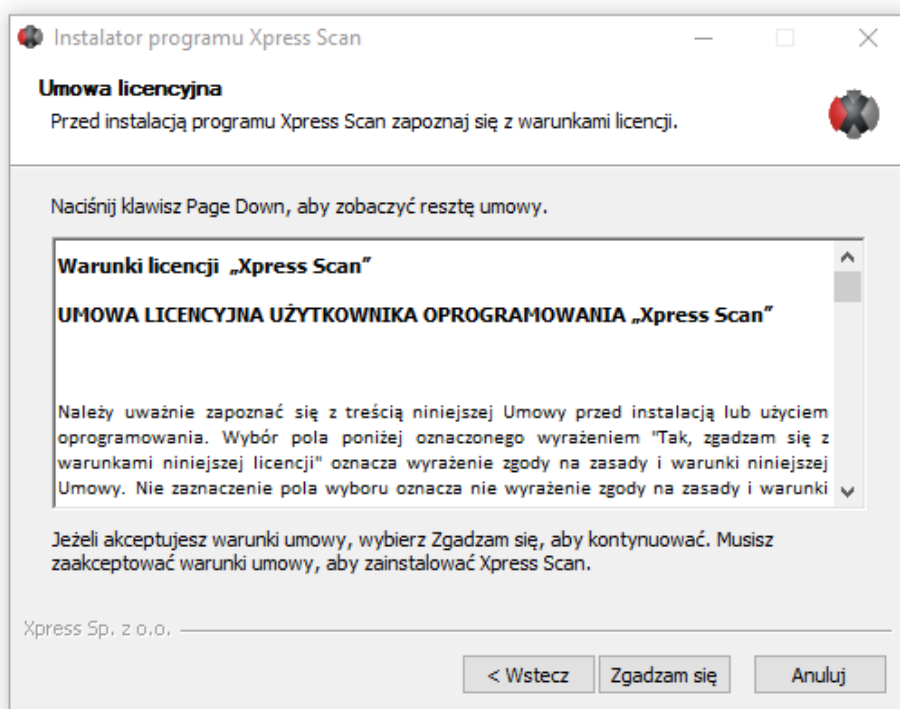 Instalator programu Xpress Scan
Umowa licencyjna
Przed instalacją programu Xpress Scan zapoznaj się z warunkami licencji.
Naciśnij klawisz Page Down, aby zobaczyć resztę umowy.
Warunki licencji „Xpress Scan”
UMOWA LICENCYJNA UŻYTKOWNIKA OPROGRAMOWANIA „Xpress Scan”
Należy uważnie zapoznać się z treścią niniejszej Umowy przed instalacją lub użyciem
oprogramowania. Wybór pola poniżej oznaczonego wyrażeniem "Tak, zgadzam się z
warunkami niniejszej licencji" oznacza wyrażenie zgody na zasady i warunki niniejszej
Umowy. Nie zaznaczenie pola wyboru oznacza nie wyrażenie zgody na zasady i warunki
Jeżeli akceptujesz warunki umowy, wybierz Zgadzam się, aby kontynuować. Musisz
zaakceptować warunki umowy, aby zainstalować Xpress Scan.
Xpress Sp. z o.o.
< Wstecz
Zgadzam się
Anuluj